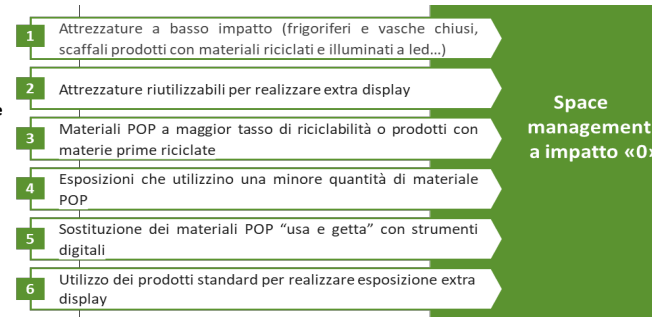 1
Attrezzature a basso impatto (frigoriferi e vasche chiusi,
scaffali prodotti con materiali riciclati e illuminati a led...)
2
Attrezzature riutilizzabili per realizzare extra display
e
3
Materiali POP a maggior tasso di riciclabilità o prodotti con
materie prime riciclate
4
Esposizioni che utilizzino una minore quantità di materiale
POP
5
Sostituzione dei materiali POP “usa e getta” con strumenti
digitali
6
Utilizzo dei prodotti standard per realizzare esposizione extra
display
Space
management
a impatto «0»